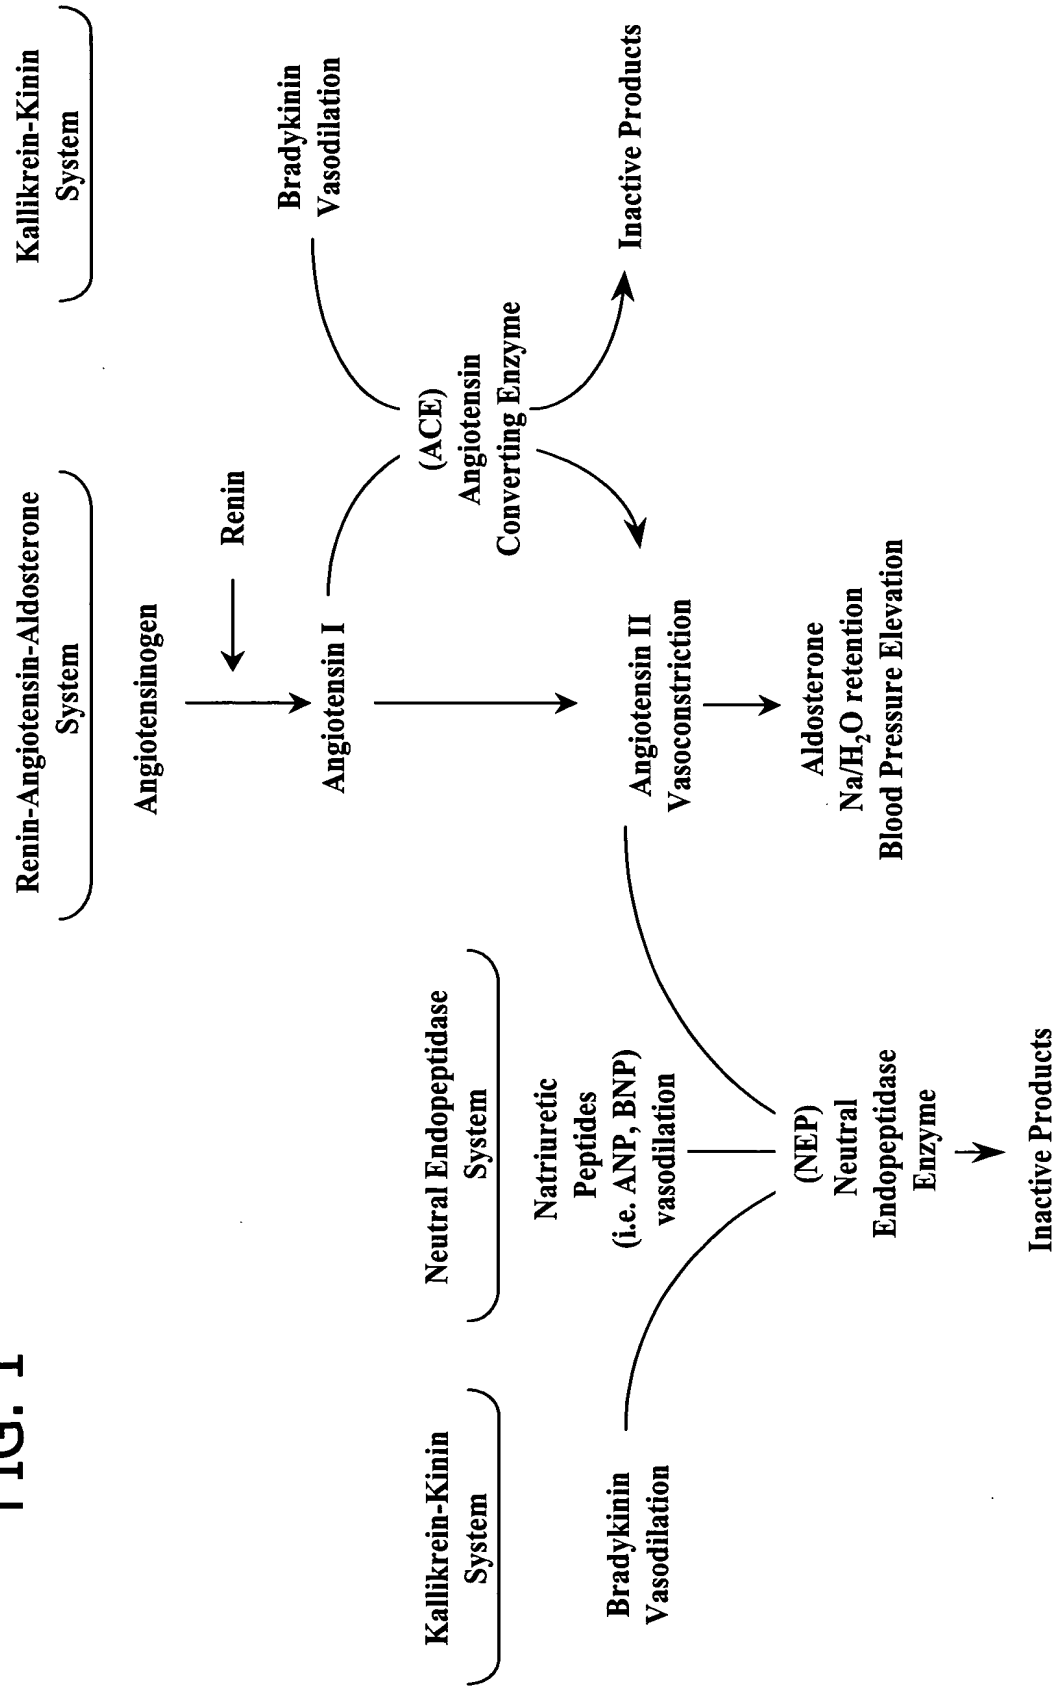 FIG. 1
Kallikrein-Kinin
System
Neutral Endopeptidase
System
Renin-Angiotensin-Aldosterone
System
Kallikrein-Kinin
System
Angiotensinogen
Renin
Angiotensin I
Bradykinin
Vasodilation
(ACE)
Angiotensin
Converting Enzyme
Natriuretic
Peptides
(i.e. ANP, BNP)
vasodilation
Bradykinin
Vasodilation
Angiotensin II
Vasoconstriction
Inactive Products
(NEP)
Neutral
Endopeptidase
Enzyme
Aldosterone
Na/H₂O retention
Blood Pressure Elevation
Inactive Products